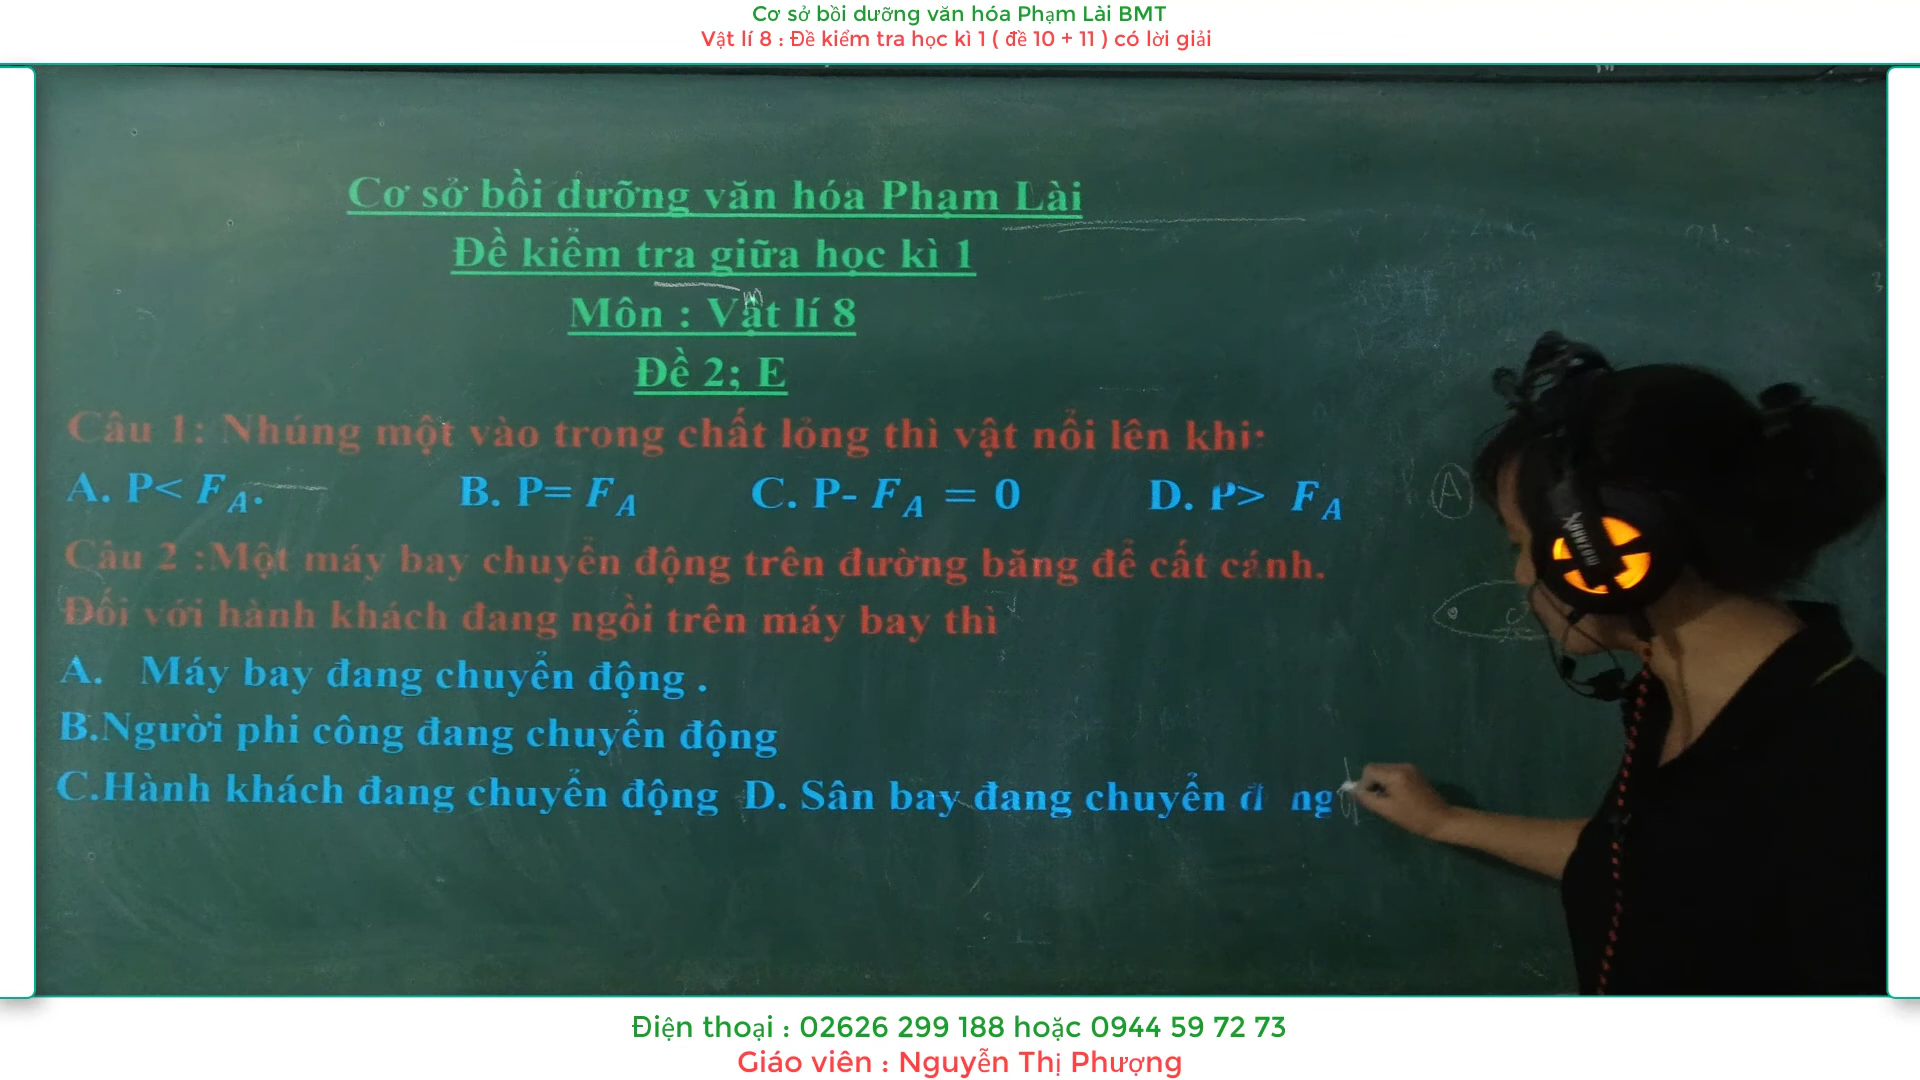 Cơ sở bồi dưỡng văn hóa Phạm Lài BMT
Vật lí 8 : Đề kiểm tra học kì 1 ( đề 10 + 11 ) có lời giải
Cơ sở bồi dưỡng văn hóa Phạm Lài
Đề kiểm tra giữa học kì 1
Môn : Vật lí 8
Đề 2; E
Câu 1: Nhúng một vào trong chất lỏng thì vật nổi lên khi:
A. P< F_A. B. P= F_A C. P- F_A = 0 D. P> F_A
A
Câu 2 :Một máy bay chuyển động trên đường băng để cất cánh.
Đối với hành khách đang ngồi trên máy bay thì
A. Máy bay đang chuyển động .
B.Người phi công đang chuyển động
C.Hành khách đang chuyển động D. Sân bay đang chuyển đ ng
Điện thoại : 02626 299 188 hoặc 0944 59 72 73
Giáo viên : Nguyễn Thị Phượng